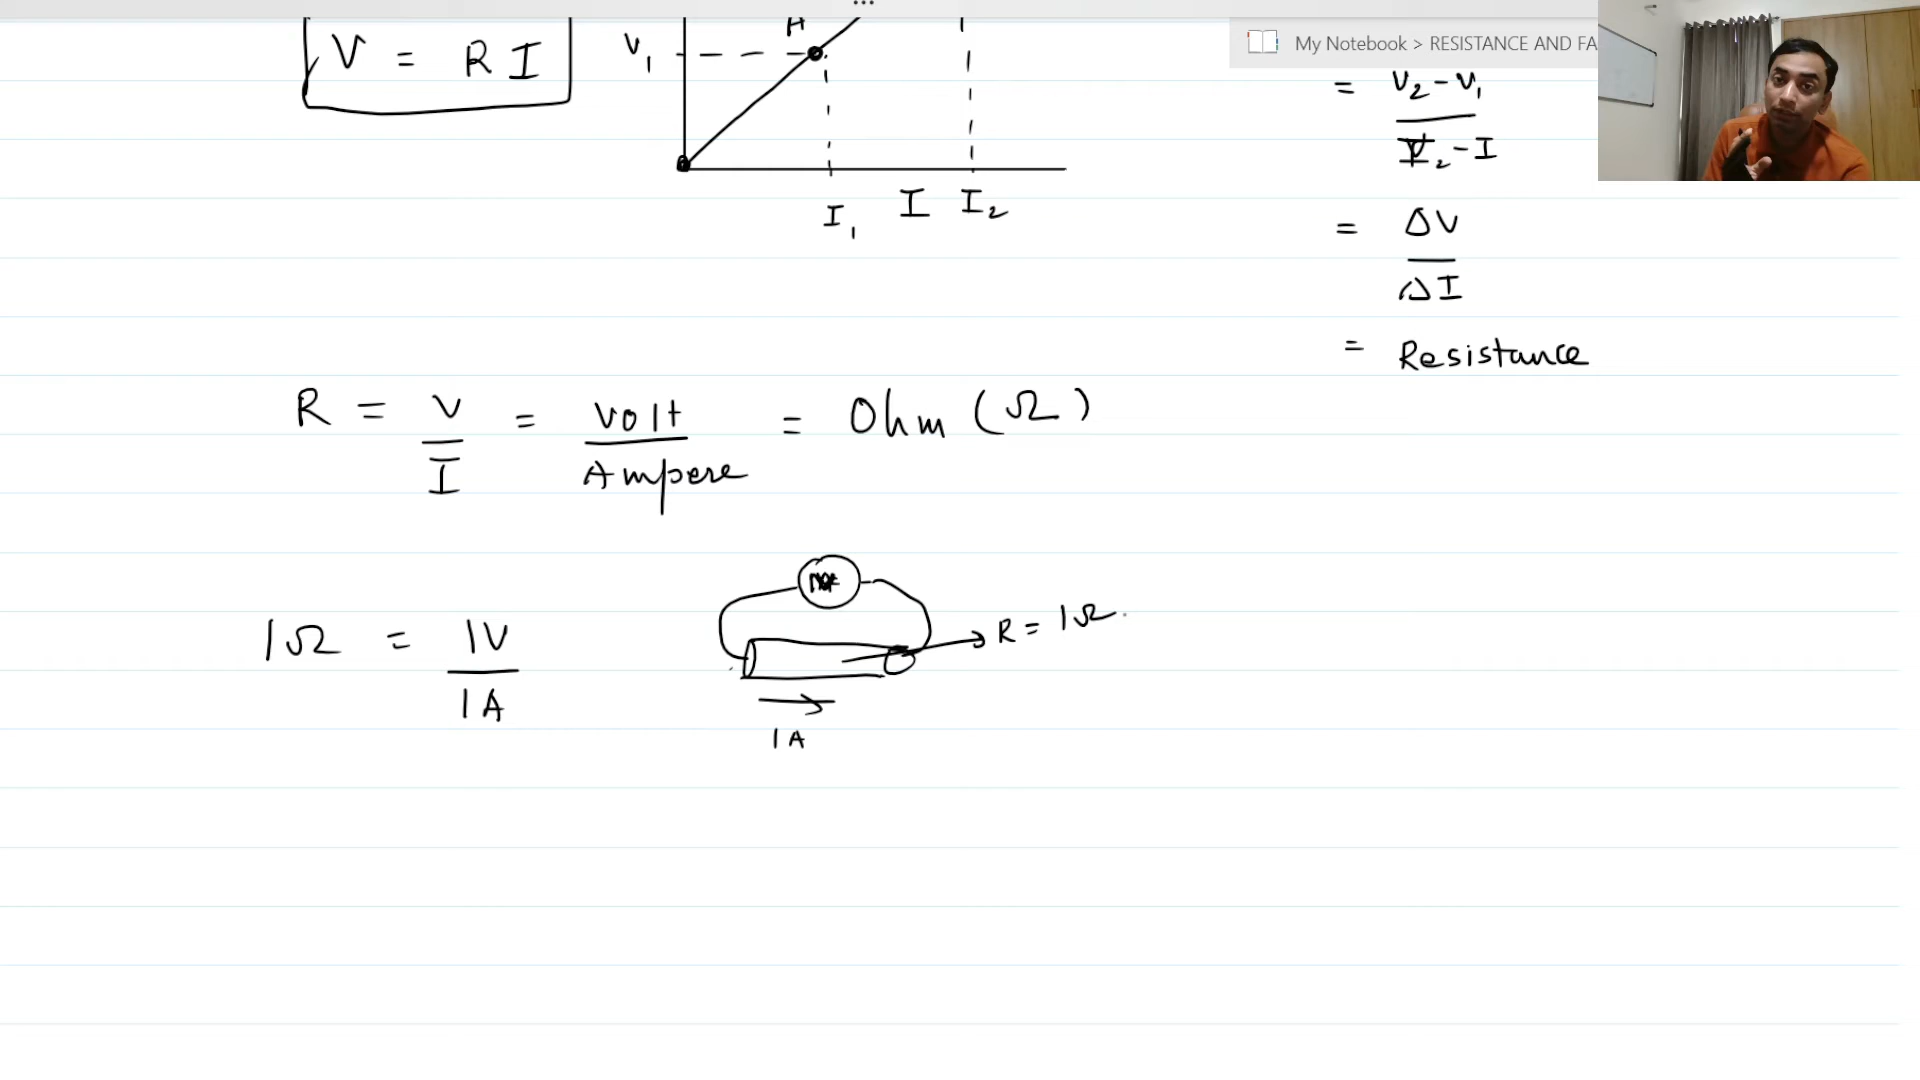 My Notebook > RESISTANCE AND FA
V = R I
V₁
A
I₁ I I₂
= V₂ - V₁
I₂ - I
= ΔV
ΔI
= Resistance
R = V/I = Volt/Ampere = Ohm (Ω)
1Ω = 1V/1A
R = 1Ω
1A